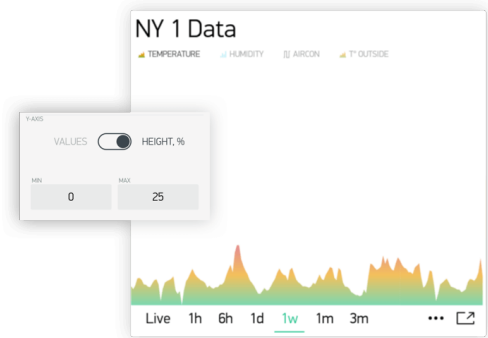 NY 1 Data
TEMPERATURE HUMIDITY AIRCON T° OUTSIDE
Y-AXIS
VALUES HEIGHT, %
MIN MAX
0 25
Live 1h 6h 1d 1w 1m 3m